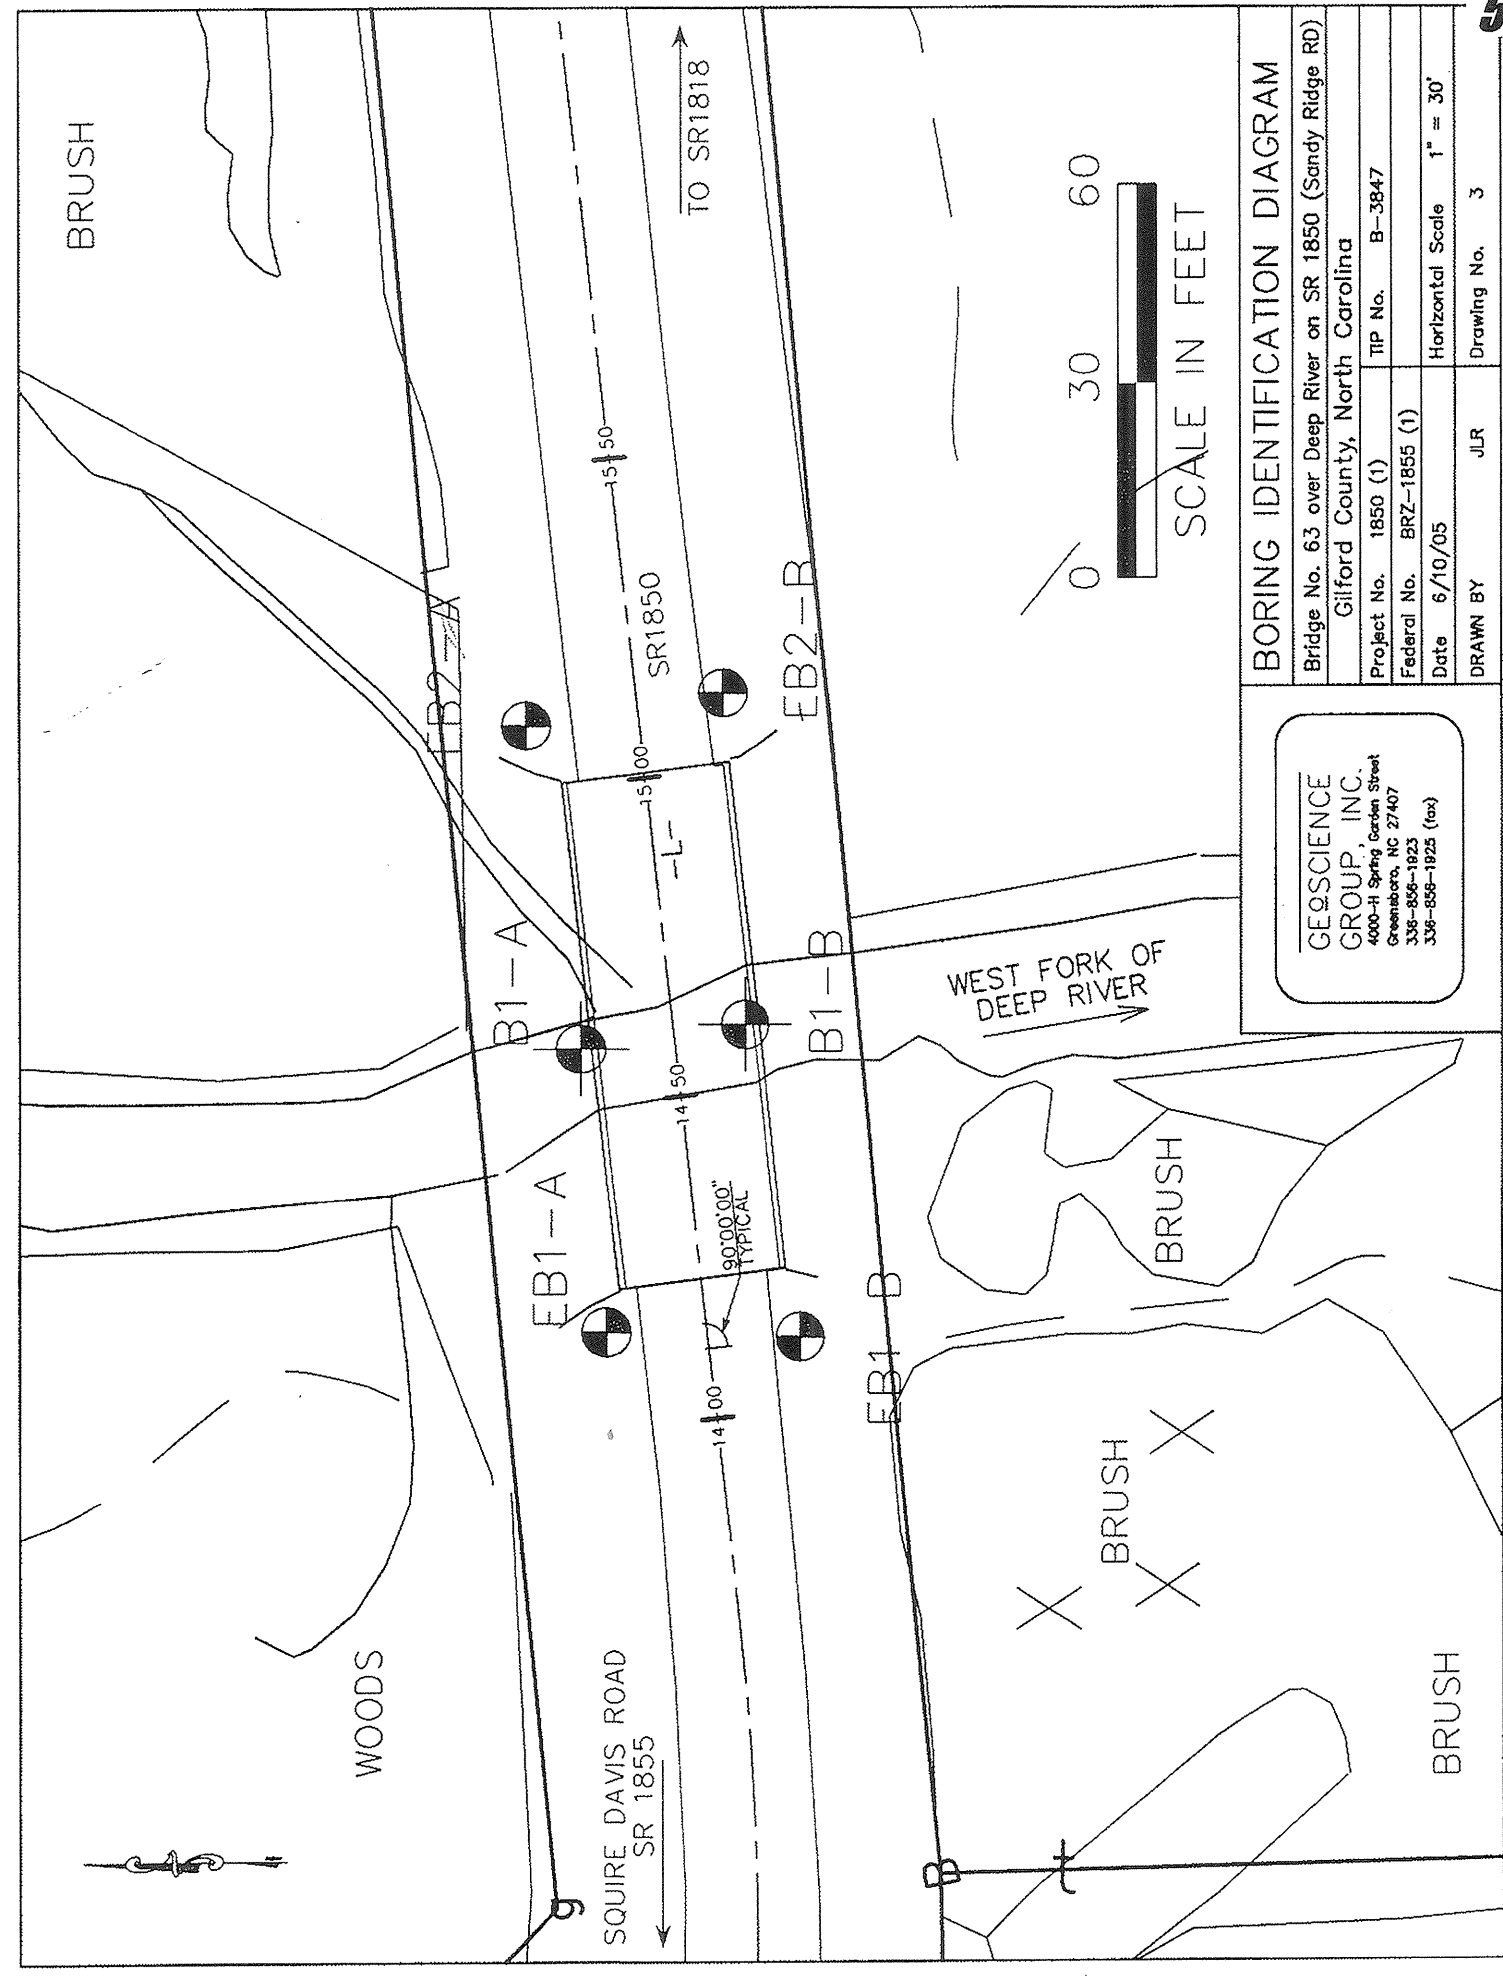 BRUSH
WOODS
EB2-A
EB2-B
B1-A
B1-B
EB1-A
EB1 B
TO SR1818
SR1850
15 50
15 00
-L-
14 50
14 00
90°00'00"
TYPICAL
SQUIRE DAVIS ROAD
SR 1855
WEST FORK OF
DEEP RIVER
BRUSH
BRUSH
BRUSH
g
B
t
0 30 60
SCALE IN FEET
GEOSCIENCE
GROUP, INC.
4000-H Spring Garden Street
Greensboro, NC 27407
336-856-1923
336-856-1925 (fax)
BORING IDENTIFICATION DIAGRAM
Bridge No. 63 over Deep River on SR 1850 (Sandy Ridge RD)
Gilford County, North Carolina
Project No. 1850 (1) TIP No. B-3847
Federal No. BRZ-1855 (1)
Date 6/10/05 Horizontal Scale 1" = 30'
DRAWN BY JLR Drawing No. 3